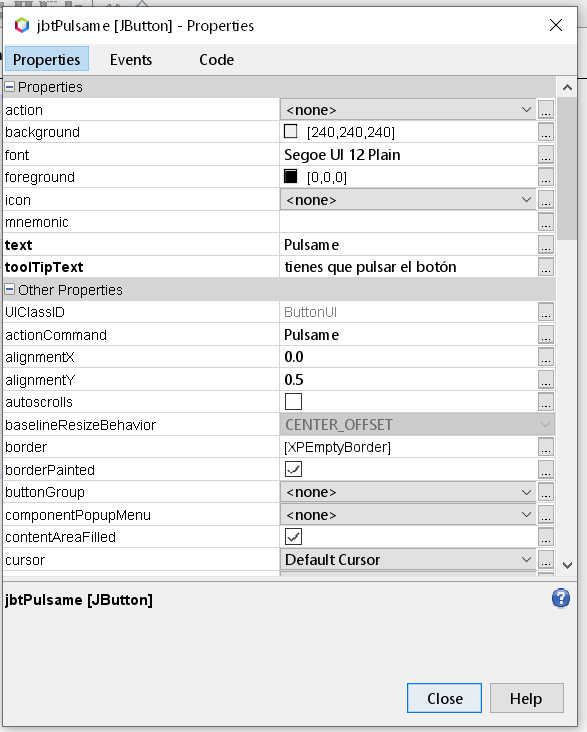 jbtPulsame [JButton] - Properties
Properties Events Code
Properties
action <none> ...
background [240,240,240] ...
font Segoe UI 12 Plain ...
foreground [0,0,0] ...
icon <none> ...
mnemonic ...
text Pulsame ...
toolTipText tienes que pulsar el botón ...
Other Properties
UIClassID ButtonUI ...
actionCommand Pulsame ...
alignmentX 0.0 ...
alignmentY 0.5 ...
autoscrolls ...
baselineResizeBehavior CENTER_OFFSET
border [XPEmptyBorder] ...
borderPainted ...
buttonGroup <none> ...
componentPopupMenu <none> ...
contentAreaFilled ...
cursor Default Cursor ...
jbtPulsame [JButton]
Close Help